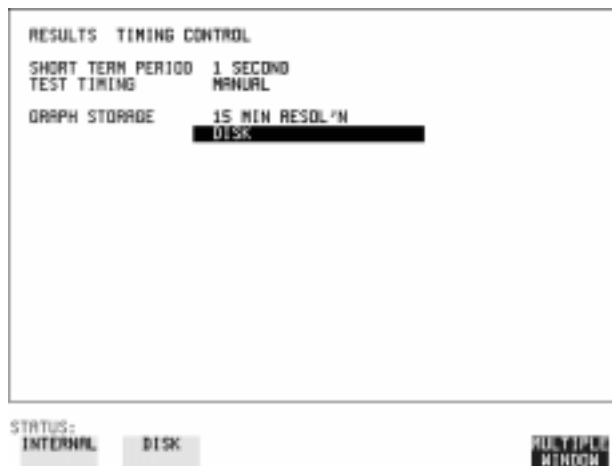 RESULTS TIMING CONTROL
SHORT TERM PERIOD 1 SECOND
TEST TIMING MANUAL
GRAPH STORAGE 15 MIN RESOL'N
DISK
STATUS:
INTERNAL DISK MULTIPLE
WINDOW